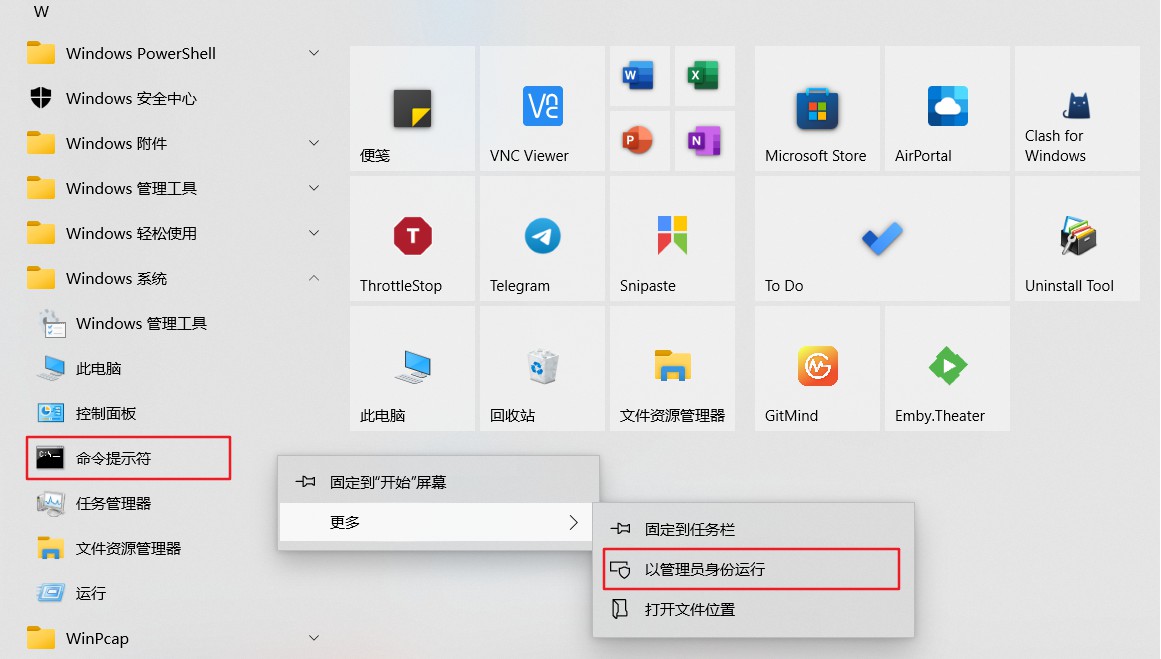 W
Windows PowerShell
Windows 安全中心
Windows 附件
Windows 管理工具
Windows 轻松使用
Windows 系统
Windows 管理工具
此电脑
控制面板
命令提示符
任务管理器
文件资源管理器
运行
WinPcap
便笺
VNC Viewer
Microsoft Store
AirPortal
Clash for
Windows
ThrottleStop
Telegram
Snipaste
To Do
Uninstall Tool
此电脑
回收站
文件资源管理器
GitMind
Emby.Theater
固定到"开始"屏幕
更多
固定到任务栏
以管理员身份运行
打开文件位置